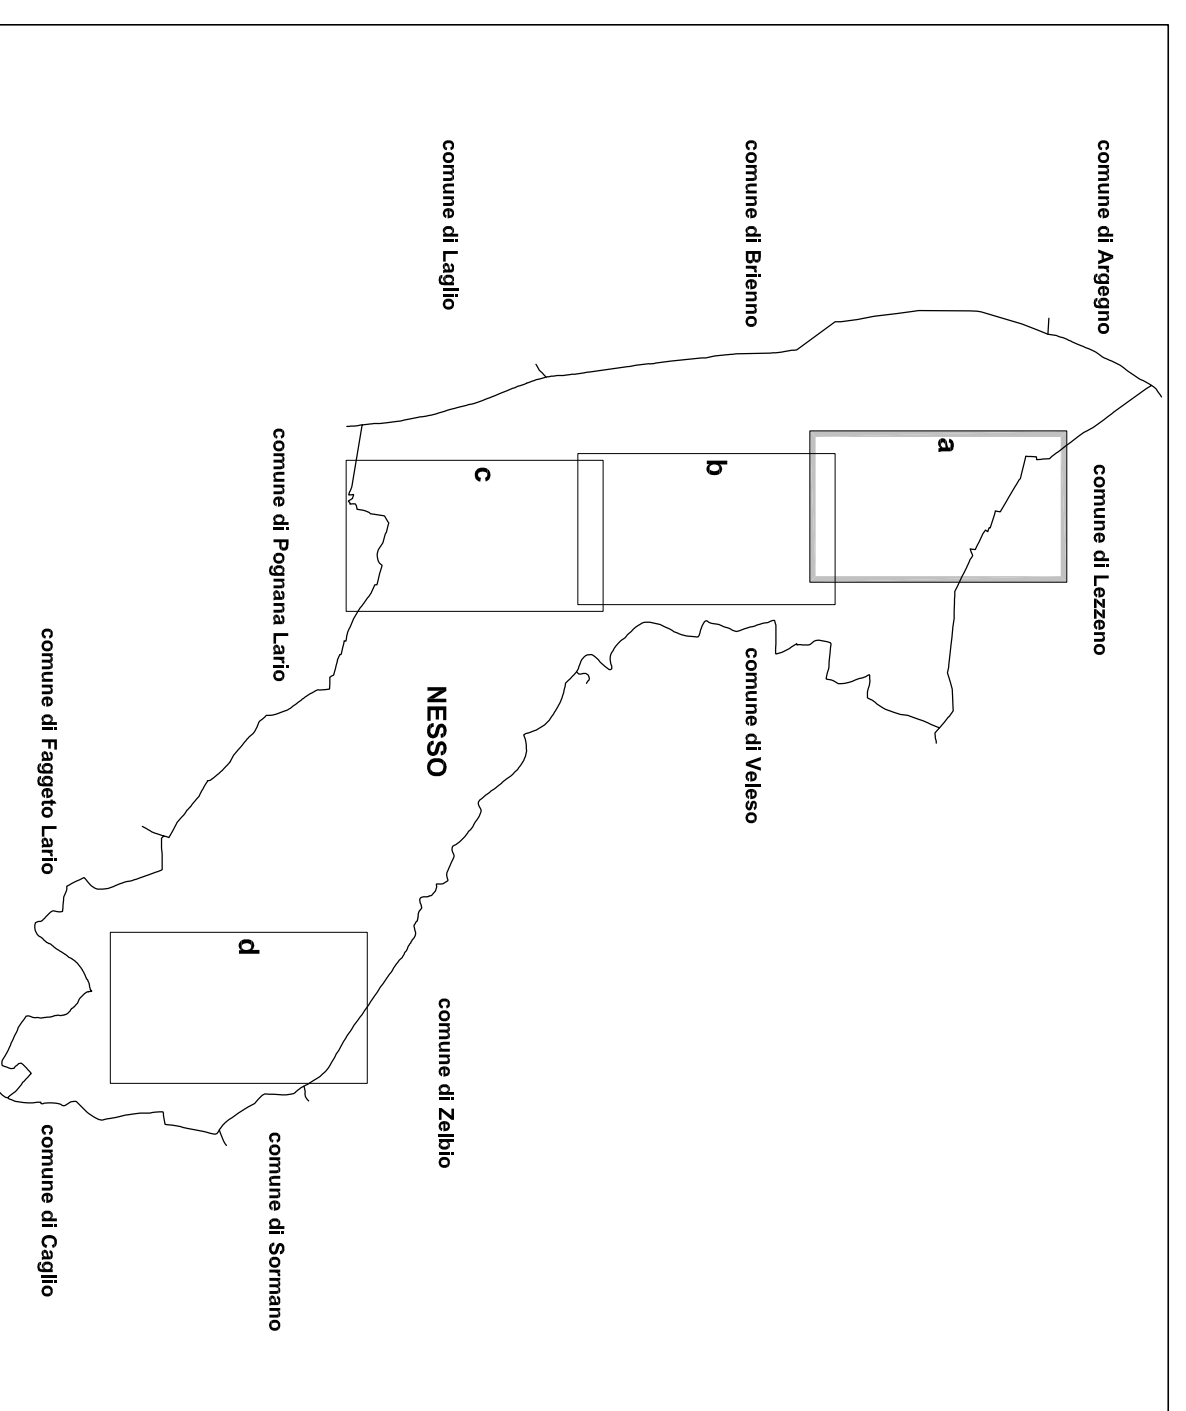 comune di Argegno
comune di Lezzeno
a
comune di Brienno
b
comune di Veleso
comune di Laglio
c
NESSO
comune di Zelbio
comune di Pognana Lario
d
comune di Sormano
comune di Faggeto Lario
comune di Caglio